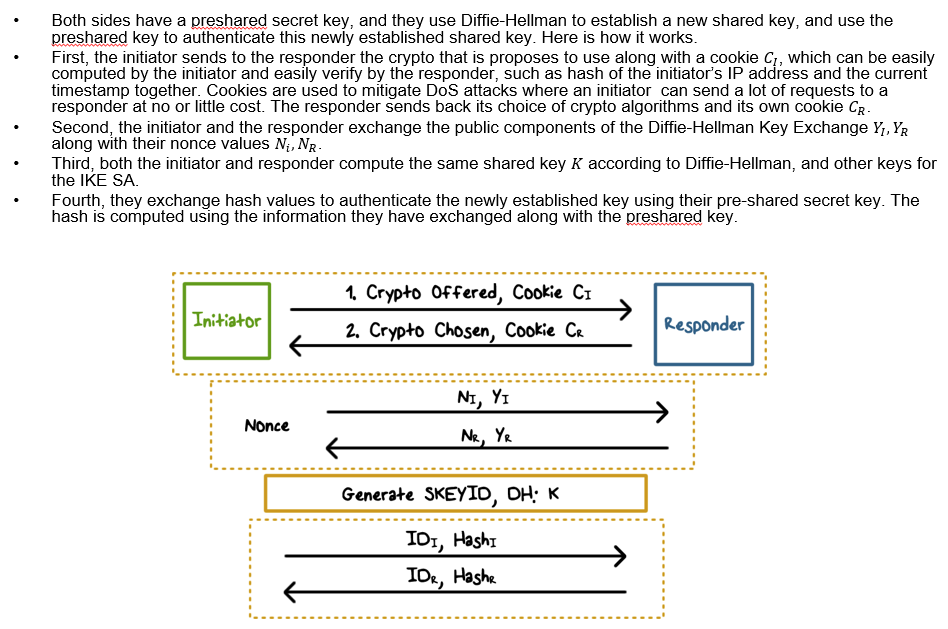 • Both sides have a preshared secret key, and they use Diffie-Hellman to establish a new shared key, and use the
preshared key to authenticate this newly established shared key. Here is how it works.
• First, the initiator sends to the responder the crypto that is proposes to use along with a cookie C_I, which can be easily
computed by the initiator and easily verify by the responder, such as hash of the initiator's IP address and the current
timestamp together. Cookies are used to mitigate DoS attacks where an initiator can send a lot of requests to a
responder at no or little cost. The responder sends back its choice of crypto algorithms and its own cookie C_R.
• Second, the initiator and the responder exchange the public components of the Diffie-Hellman Key Exchange Y_I, Y_R
along with their nonce values N_i, N_R.
• Third, both the initiator and responder compute the same shared key K according to Diffie-Hellman, and other keys for
the IKE SA.
• Fourth, they exchange hash values to authenticate the newly established key using their pre-shared secret key. The
hash is computed using the information they have exchanged along with the preshared key.
Initiator
1. Crypto Offered, Cookie C_I
2. Crypto Chosen, Cookie C_R
Responder
Nonce
N_I, Y_I
N_R, Y_R
Generate SKEYID, DH: K
ID_I, Hash_I
ID_R, Hash_R